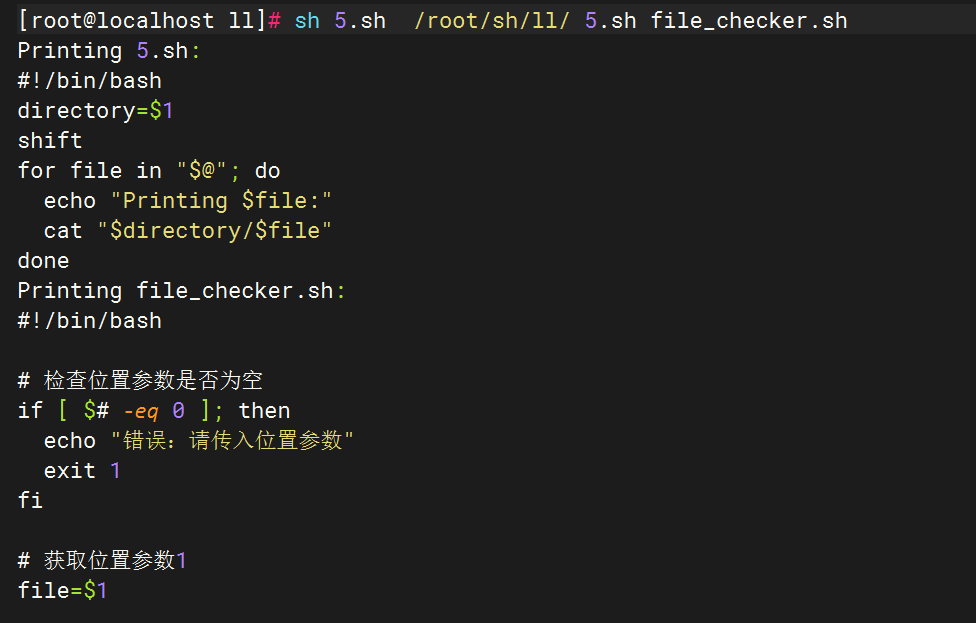 [root@localhost ll]# sh 5.sh  /root/sh/ll/ 5.sh file_checker.sh
Printing 5.sh:
#!/bin/bash
directory=$1
shift
for file in "$@"; do
  echo "Printing $file:"
  cat "$directory/$file"
done
Printing file_checker.sh:
#!/bin/bash

# 检查位置参数是否为空
if [ $# -eq 0 ]; then
  echo "错误：请传入位置参数"
  exit 1
fi

# 获取位置参数1
file=$1